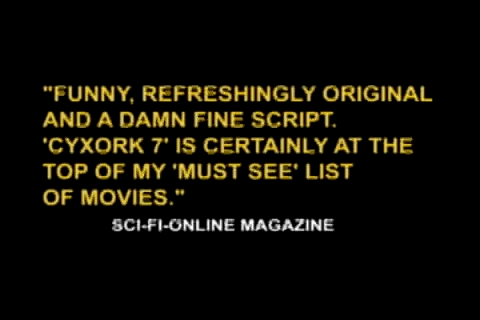 "FUNNY, REFRESHINGLY ORIGINAL
AND A DAMN FINE SCRIPT.
'CYXORK 7' IS CERTAINLY AT THE
TOP OF MY 'MUST SEE' LIST
OF MOVIES."
SCI-FI-ONLINE MAGAZINE